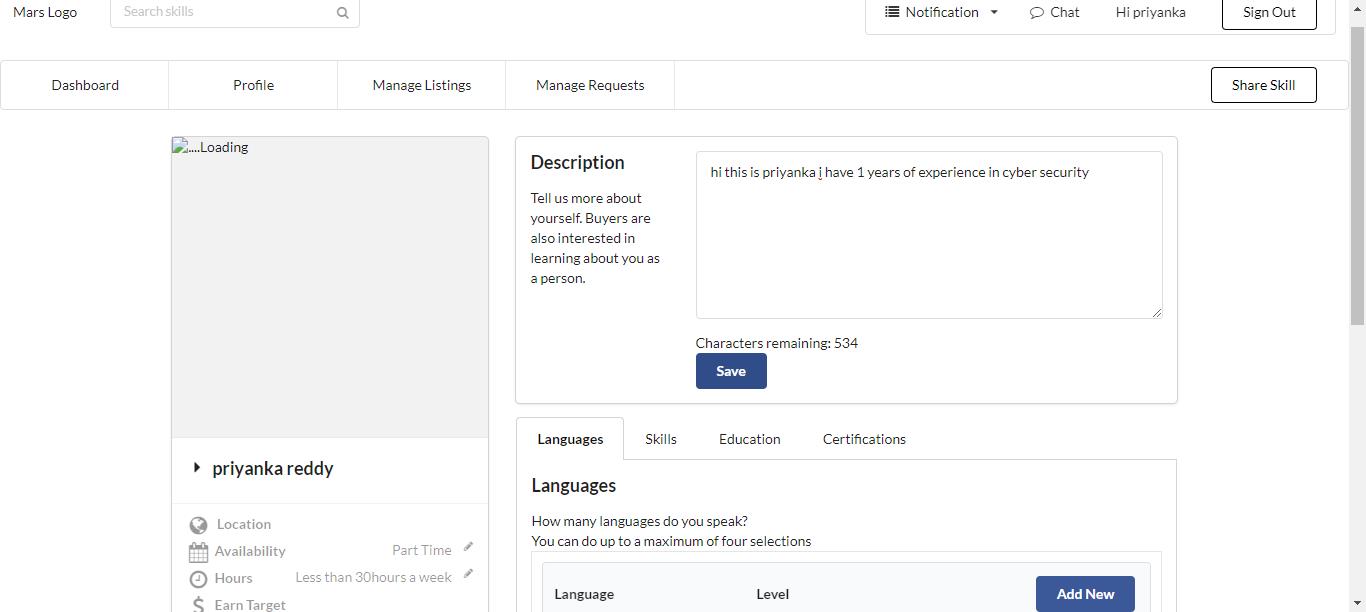 Mars Logo
Search skills
Notification
Chat
Hi priyanka
Sign Out
Dashboard
Profile
Manage Listings
Manage Requests
Share Skill
....Loading
priyanka reddy
Location
Availability
Part Time
Hours
Less than 30hours a week
Earn Target
Description
Tell us more about
yourself. Buyers are
also interested in
learning about you as
a person.
hi this is priyanka i have 1 years of experience in cyber security
Characters remaining: 534
Save
Languages
Skills
Education
Certifications
Languages
How many languages do you speak?
You can do up to a maximum of four selections
Language
Level
Add New